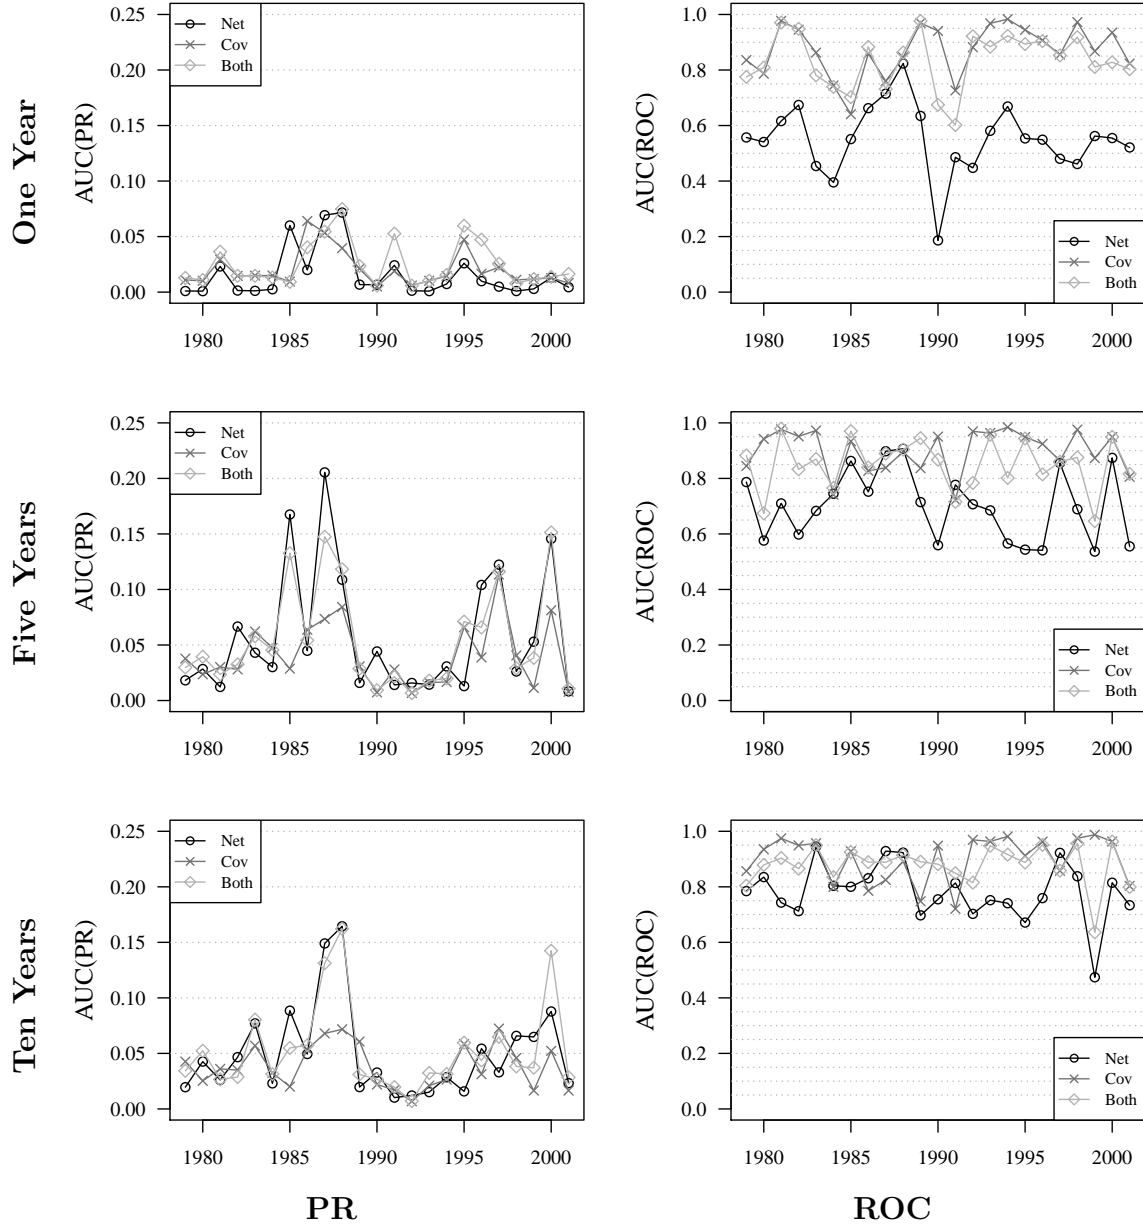 One Year
AUC(PR)
0.25
0.20
0.15
0.10
0.05
0.00
Net
Cov
Both
1980 1985 1990 1995 2000
AUC(ROC)
1.0
0.8
0.6
0.4
0.2
0.0
Net
Cov
Both
1980 1985 1990 1995 2000
Five Years
AUC(PR)
0.25
0.20
0.15
0.10
0.05
0.00
Net
Cov
Both
1980 1985 1990 1995 2000
AUC(ROC)
1.0
0.8
0.6
0.4
0.2
0.0
Net
Cov
Both
1980 1985 1990 1995 2000
Ten Years
AUC(PR)
0.25
0.20
0.15
0.10
0.05
0.00
Net
Cov
Both
1980 1985 1990 1995 2000
AUC(ROC)
1.0
0.8
0.6
0.4
0.2
0.0
Net
Cov
Both
1980 1985 1990 1995 2000
PR
ROC